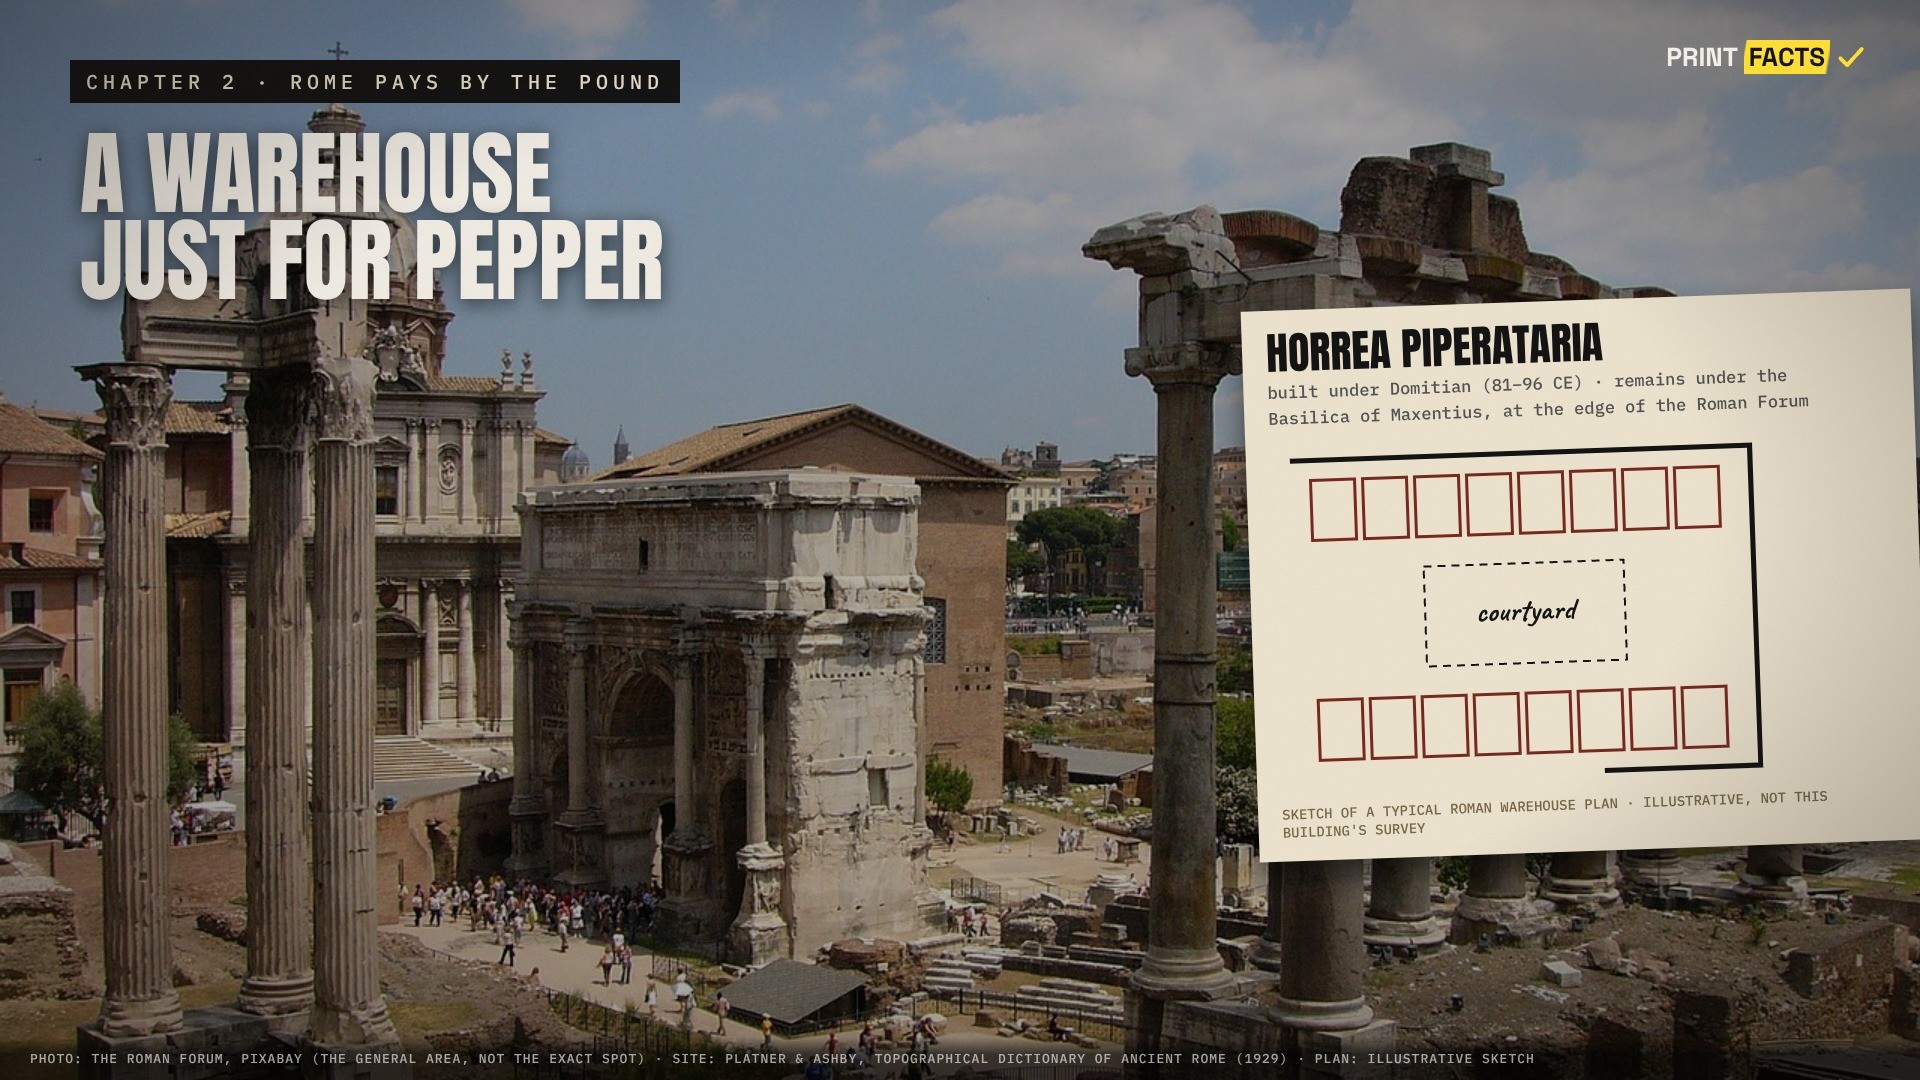 CHAPTER 2 · ROME PAYS BY THE POUND
PRINT FACTS
A WAREHOUSE
JUST FOR PEPPER
HORREA PIPERATARIA
built under Domitian (81–96 CE) · remains under the
Basilica of Maxentius, at the edge of the Roman Forum
courtyard
SKETCH OF A TYPICAL ROMAN WAREHOUSE PLAN · ILLUSTRATIVE, NOT THIS
BUILDING'S SURVEY
PHOTO: THE ROMAN FORUM, PIXABAY (THE GENERAL AREA, NOT THE EXACT SPOT) · SITE: PLATNER & ASHBY, TOPOGRAPHICAL DICTIONARY OF ANCIENT ROME (1929) · PLAN: ILLUSTRATIVE SKETCH